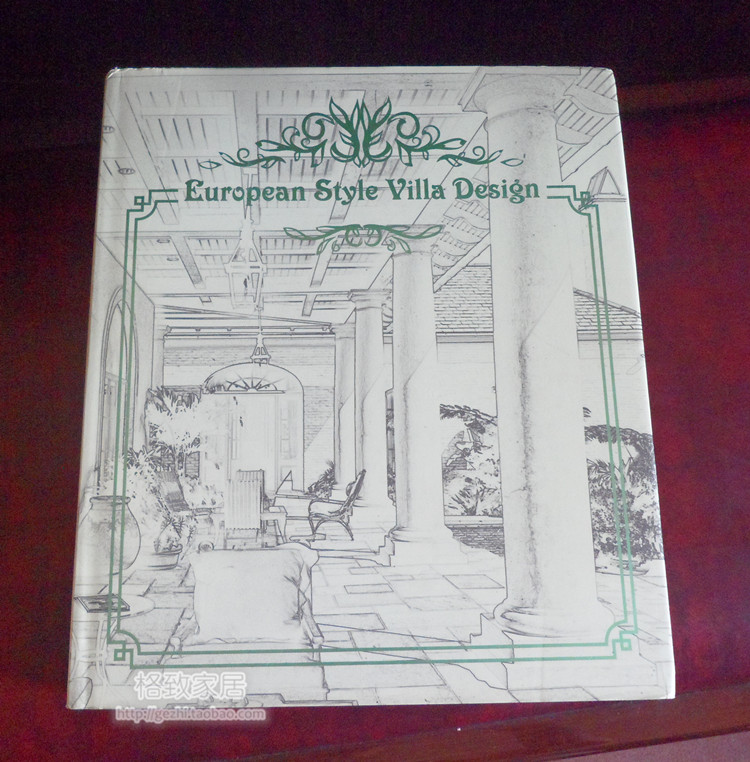 European Style Villa Design
格致家居
http://gezhi.taobao.com